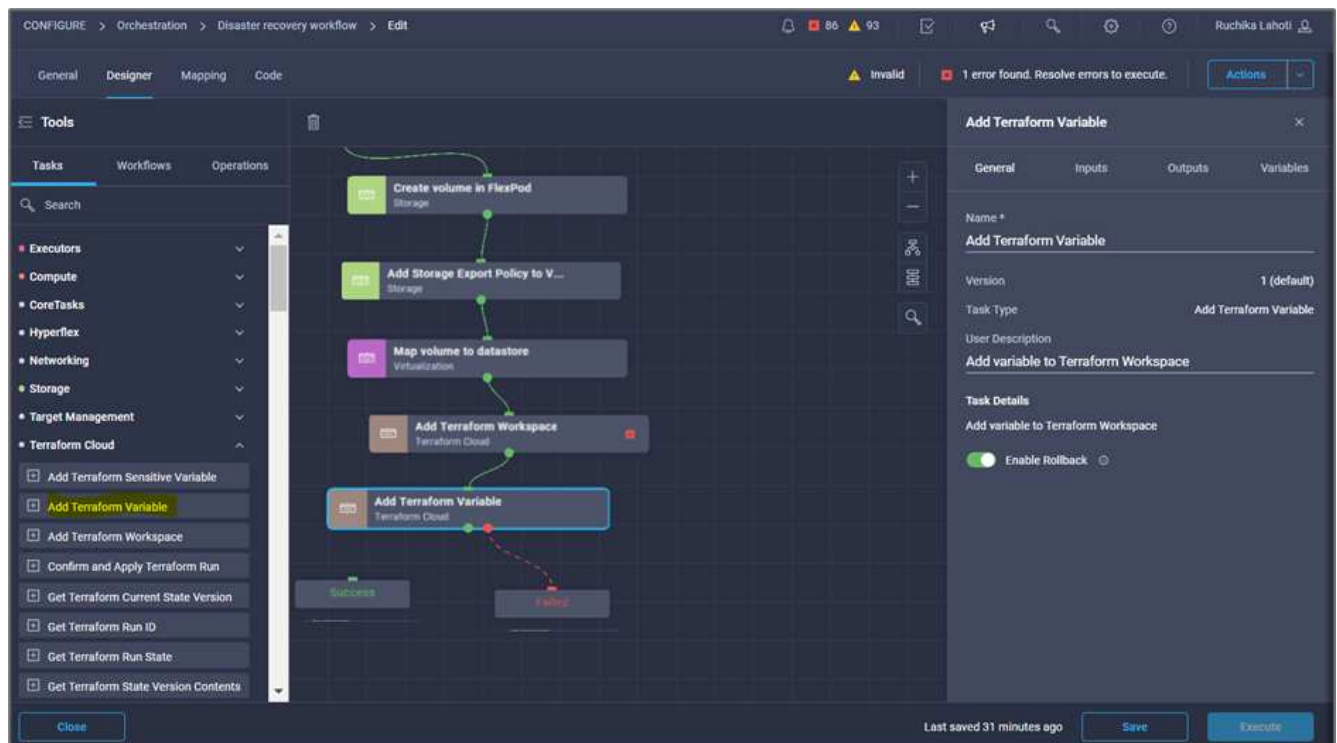 CONFIGURE > Orchestration > Disaster recovery workflow > Edit
86 93
Ruchika Lahoti
General Designer Mapping Code
Invalid 1 error found. Resolve errors to execute. Actions
Tools
Tasks Workflows Operations
Search
Executors
Compute
CoreTasks
Hyperflex
Networking
Storage
Target Management
Terraform Cloud
Add Terraform Sensitive Variable
Add Terraform Variable
Add Terraform Workspace
Confirm and Apply Terraform Run
Get Terraform Current State Version
Get Terraform Run ID
Get Terraform Run State
Get Terraform State Version Contents
Create volume in FlexPod
Storage
Add Storage Export Policy to V...
Storage
Map volume to datastore
Virtualization
Add Terraform Workspace
Terraform Cloud
Add Terraform Variable
Terraform Cloud
Success
Failed
Add Terraform Variable
General Inputs Outputs Variables
Name *
Add Terraform Variable
Version 1 (default)
Task Type Add Terraform Variable
User Description
Add variable to Terraform Workspace
Task Details
Add variable to Terraform Workspace
Enable Rollback
Close Last saved 31 minutes ago Save Execute